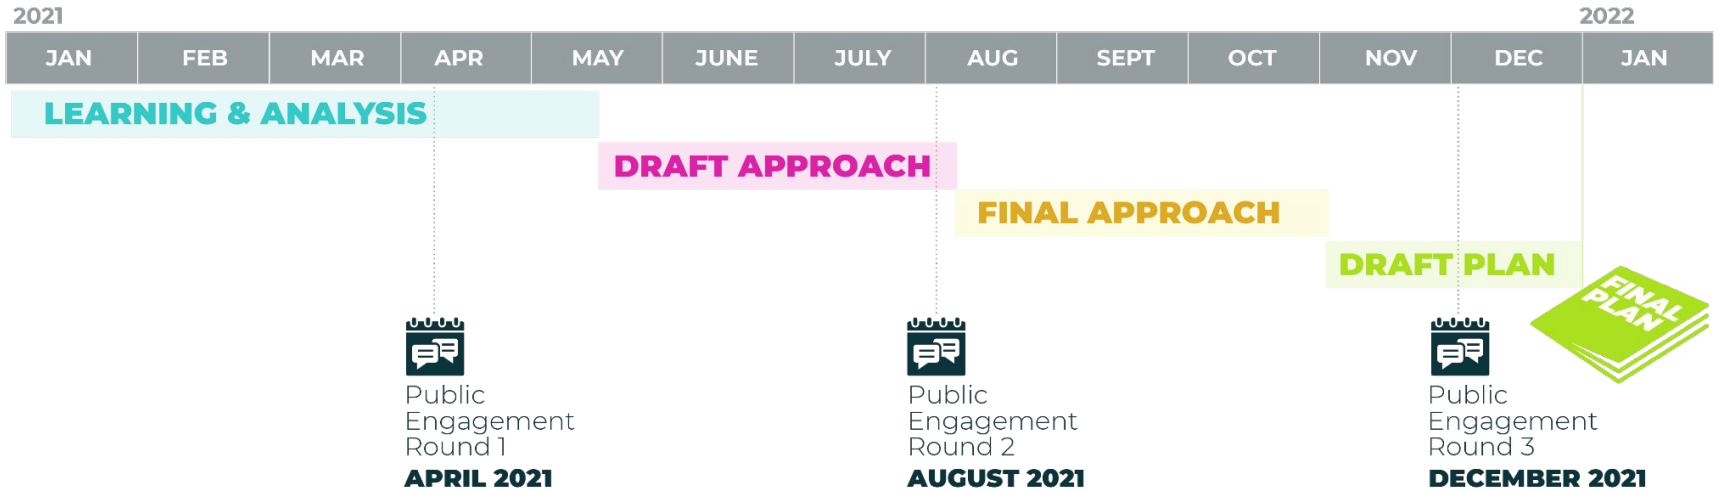 2021 2022
JAN FEB MAR APR MAY JUNE JULY AUG SEPT OCT NOV DEC JAN
LEARNING & ANALYSIS
DRAFT APPROACH
FINAL APPROACH
DRAFT PLAN
FINAL
PLAN
Public
Engagement
Round 1
APRIL 2021
Public
Engagement
Round 2
AUGUST 2021
Public
Engagement
Round 3
DECEMBER 2021